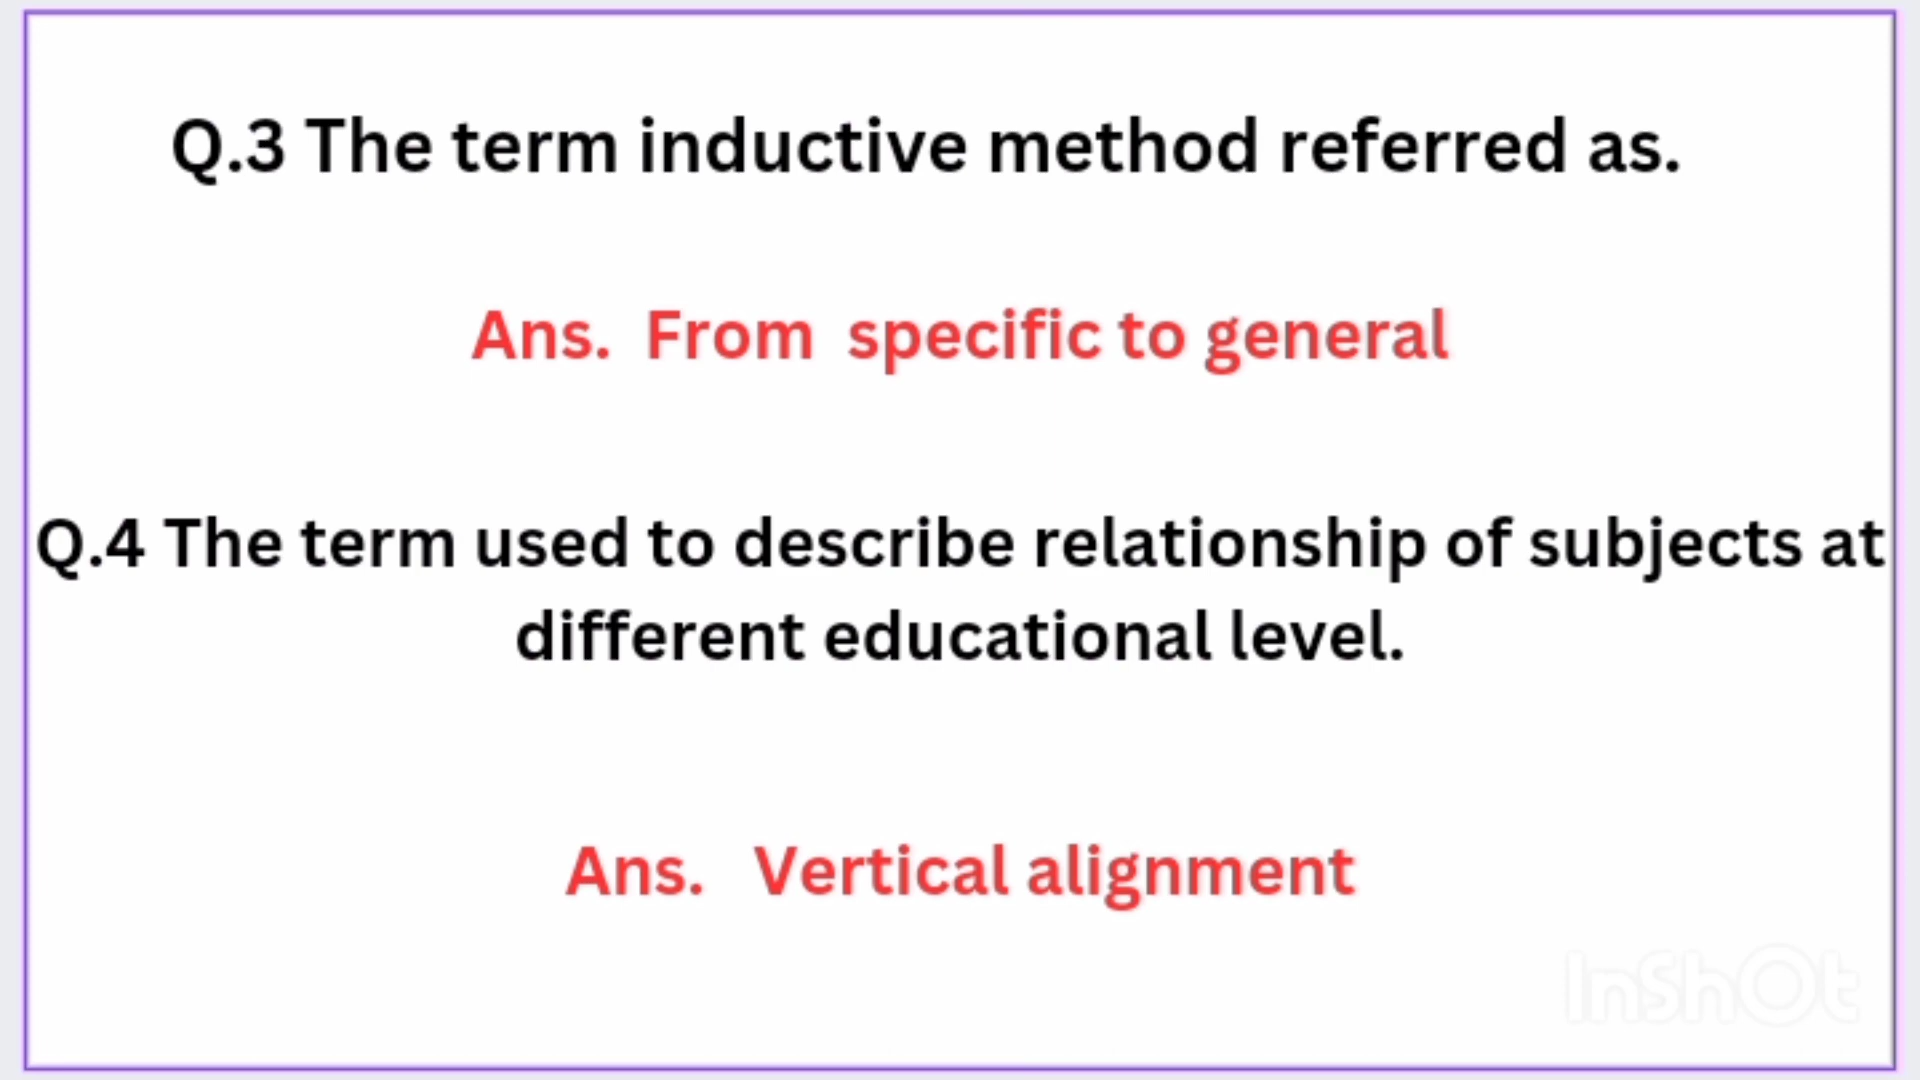 Q.3 The term inductive method referred as.
Ans. From specific to general
Q.4 The term used to describe relationship of subjects at
different educational level.
Ans. Vertical alignment
InShOt